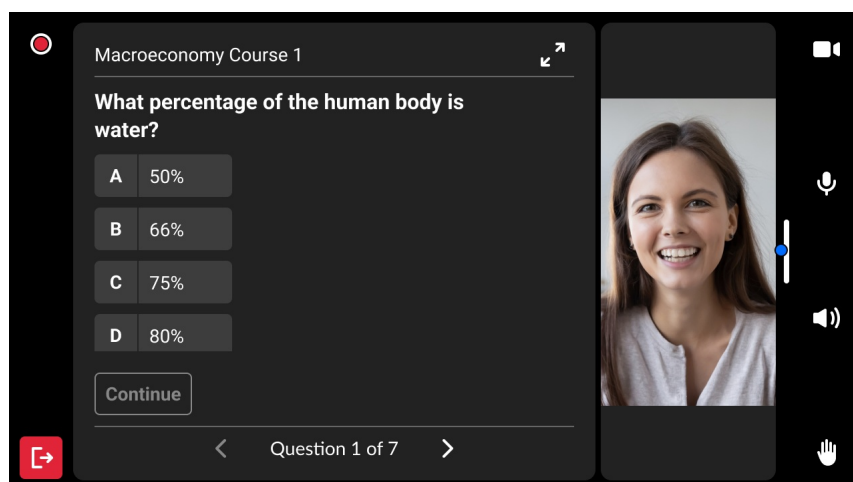 Macroeconomy Course 1
What percentage of the human body is
water?
A 50%
B 66%
C 75%
D 80%
Continue
Question 1 of 7